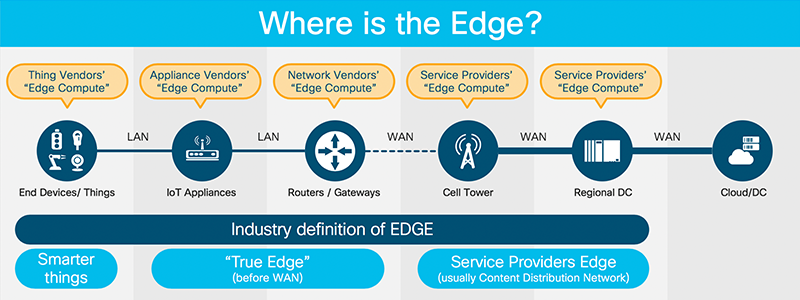 Where is the Edge?
Thing Vendors'
"Edge Compute"
Appliance Vendors'
"Edge Compute"
Network Vendors'
"Edge Compute"
Service Providers'
"Edge Compute"
Service Providers'
"Edge Compute"
LAN
LAN
WAN
WAN
WAN
End Devices/ Things
IoT Appliances
Routers / Gateways
Cell Tower
Regional DC
Cloud/DC
Industry definition of EDGE
Smarter
things
"True Edge"
(before WAN)
Service Providers Edge
(usually Content Distribution Network)